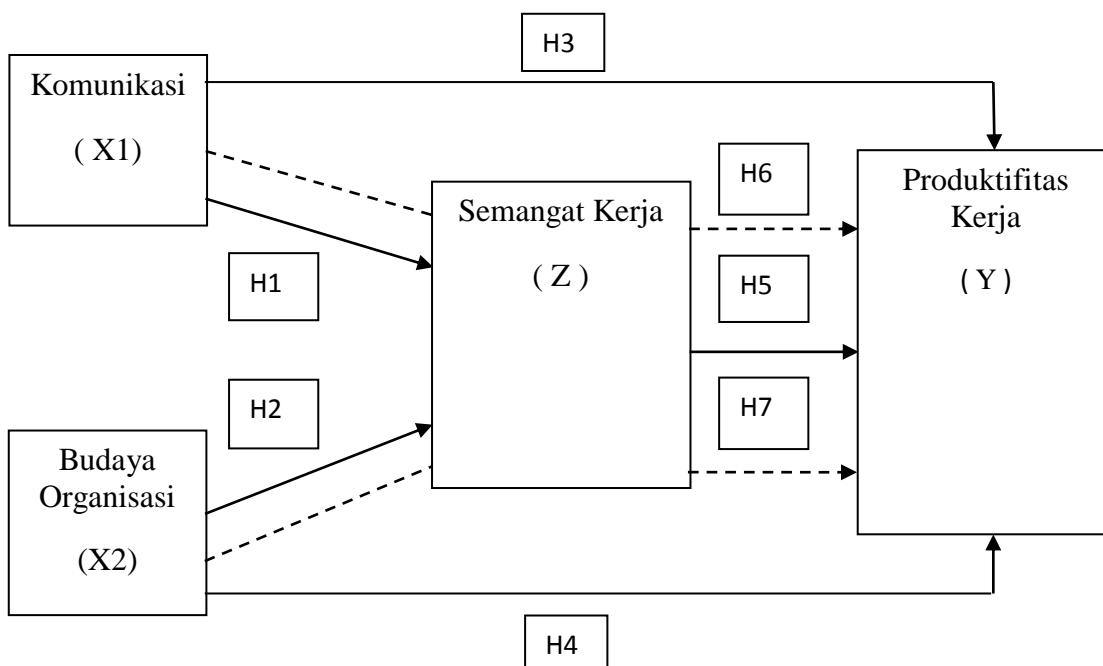 H3
Komunikasi
( X1)
H6
Produktifitas
Kerja
( Y )
Semangat Kerja
( Z )
H1
H5
H2
H7
Budaya
Organisasi
(X2)
H4